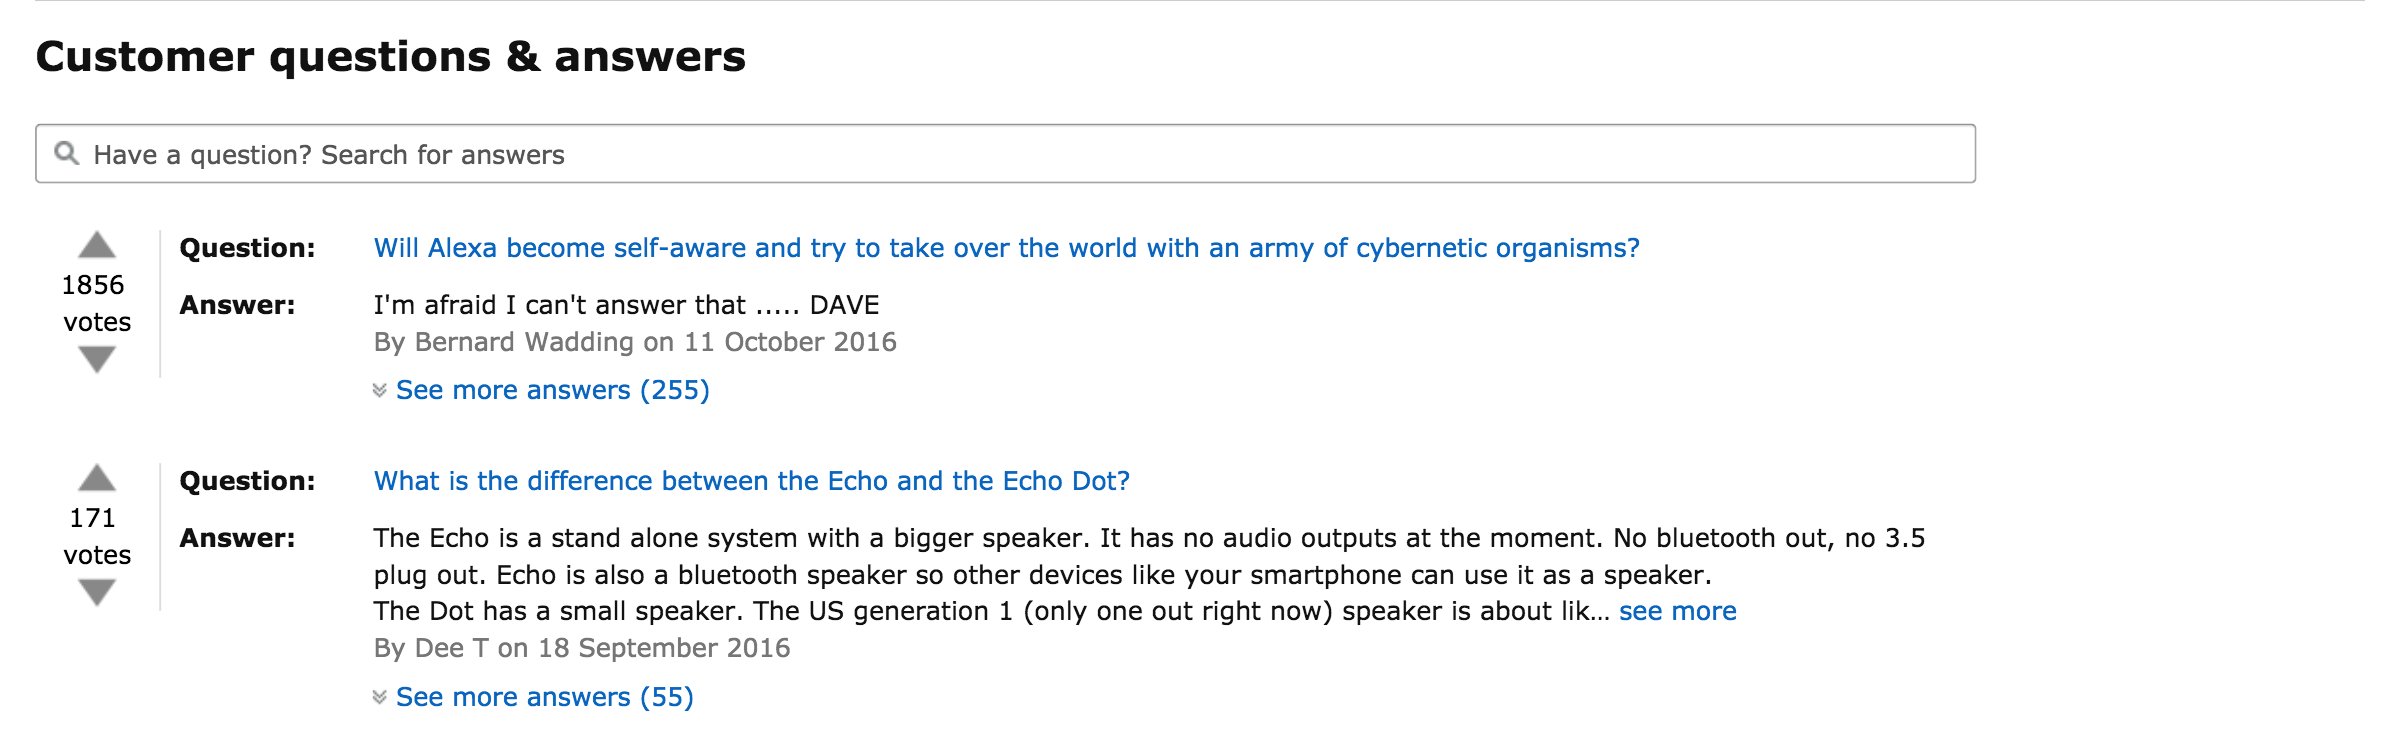 Customer questions & answers
Have a question? Search for answers
1856
votes
Question: Will Alexa become self-aware and try to take over the world with an army of cybernetic organisms?
Answer: I'm afraid I can't answer that ..... DAVE
By Bernard Wadding on 11 October 2016
See more answers (255)
171
votes
Question: What is the difference between the Echo and the Echo Dot?
Answer: The Echo is a stand alone system with a bigger speaker. It has no audio outputs at the moment. No bluetooth out, no 3.5
plug out. Echo is also a bluetooth speaker so other devices like your smartphone can use it as a speaker.
The Dot has a small speaker. The US generation 1 (only one out right now) speaker is about lik... see more
By Dee T on 18 September 2016
See more answers (55)